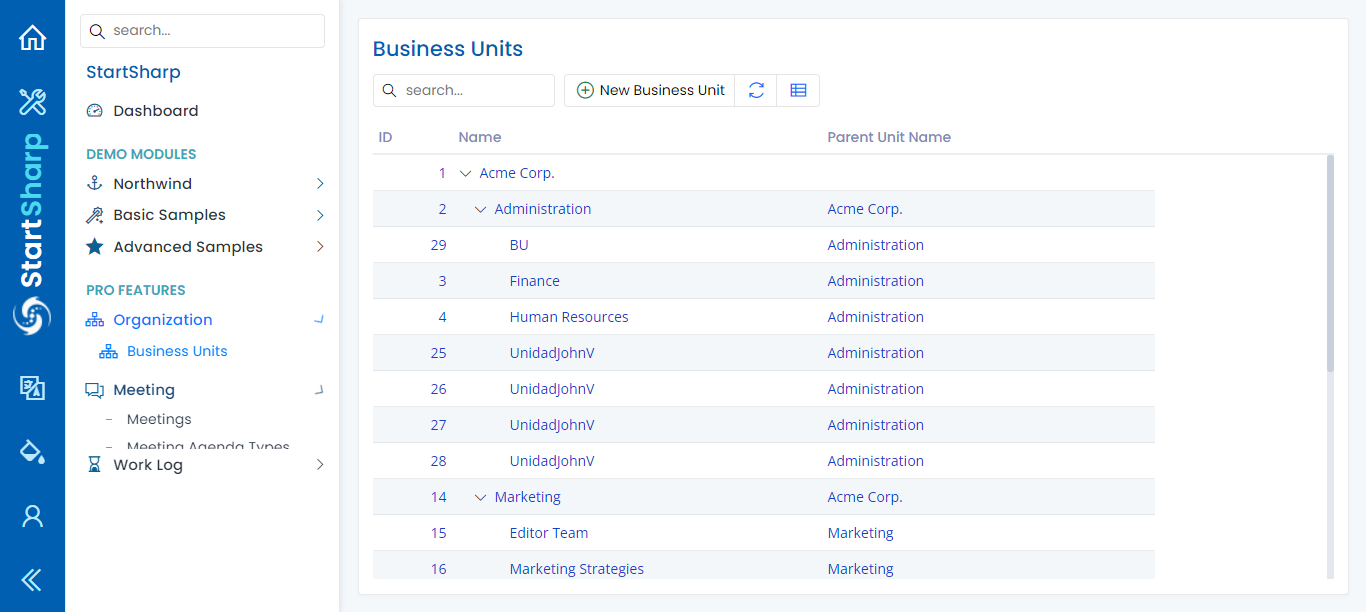 StartSharp
search...
StartSharp
Dashboard
DEMO MODULES
Northwind
Basic Samples
Advanced Samples
PRO FEATURES
Organization
Business Units
Meeting
Meetings
Meeting Agenda Types
Work Log
Business Units
search...
New Business Unit
ID Name Parent Unit Name
1 Acme Corp.
2 Administration Acme Corp.
29 BU Administration
3 Finance Administration
4 Human Resources Administration
25 UnidadJohnV Administration
26 UnidadJohnV Administration
27 UnidadJohnV Administration
28 UnidadJohnV Administration
14 Marketing Acme Corp.
15 Editor Team Marketing
16 Marketing Strategies Marketing